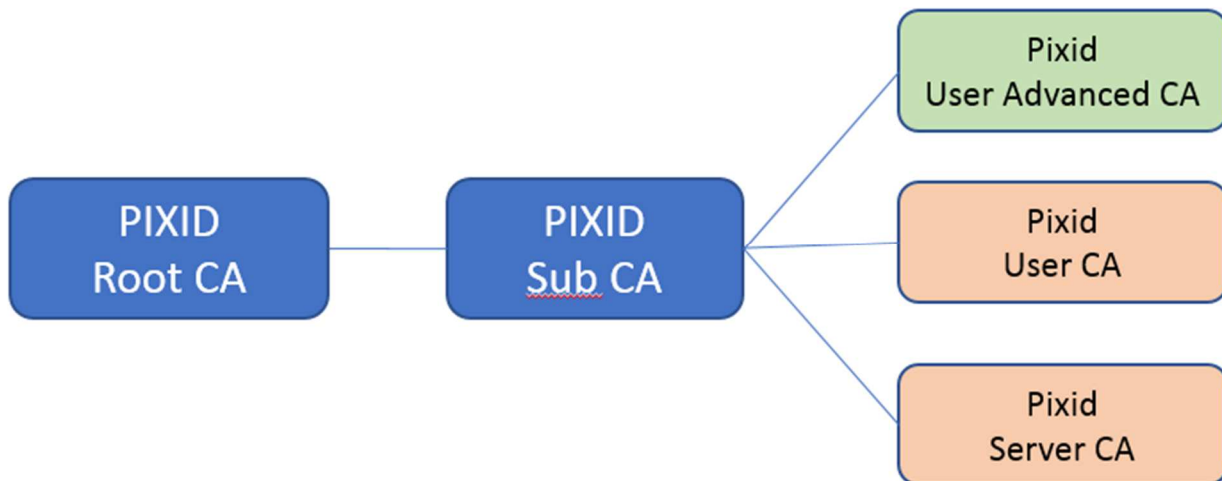 PIXID
Root CA
PIXID
Sub CA
Pixid
User Advanced CA
Pixid
User CA
Pixid
Server CA